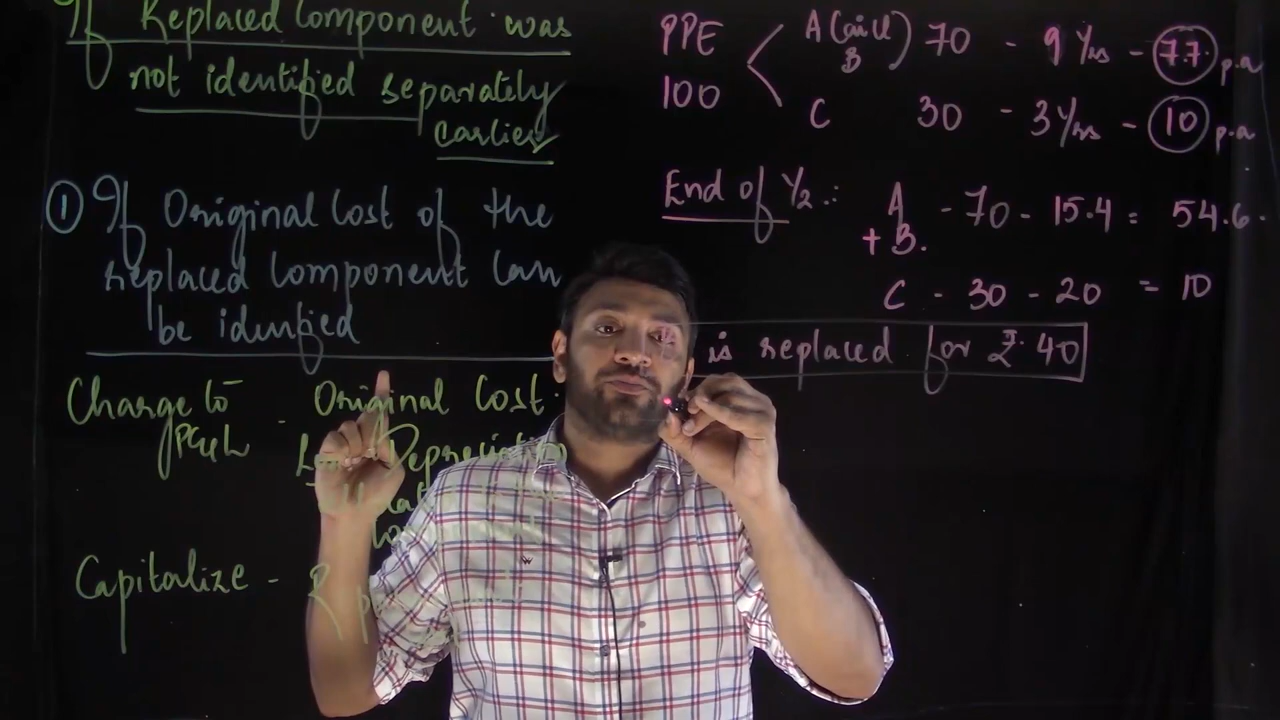 If Replaced Component was
not identified separately
earlier
① If Original Cost of the
replaced Component Can
be identified
Charge to - Original Cost.
P&L Less Depreciation
Capitalize -
PPE A 70 - 9 Yrs - 7.7 p.a
B
100 C 30 - 3 Yrs - 10 p.a
End of Y2 :- A - 70 - 15.4 = 54.6.
+ B.
C - 30 - 20 = 10
is replaced for ₹. 40